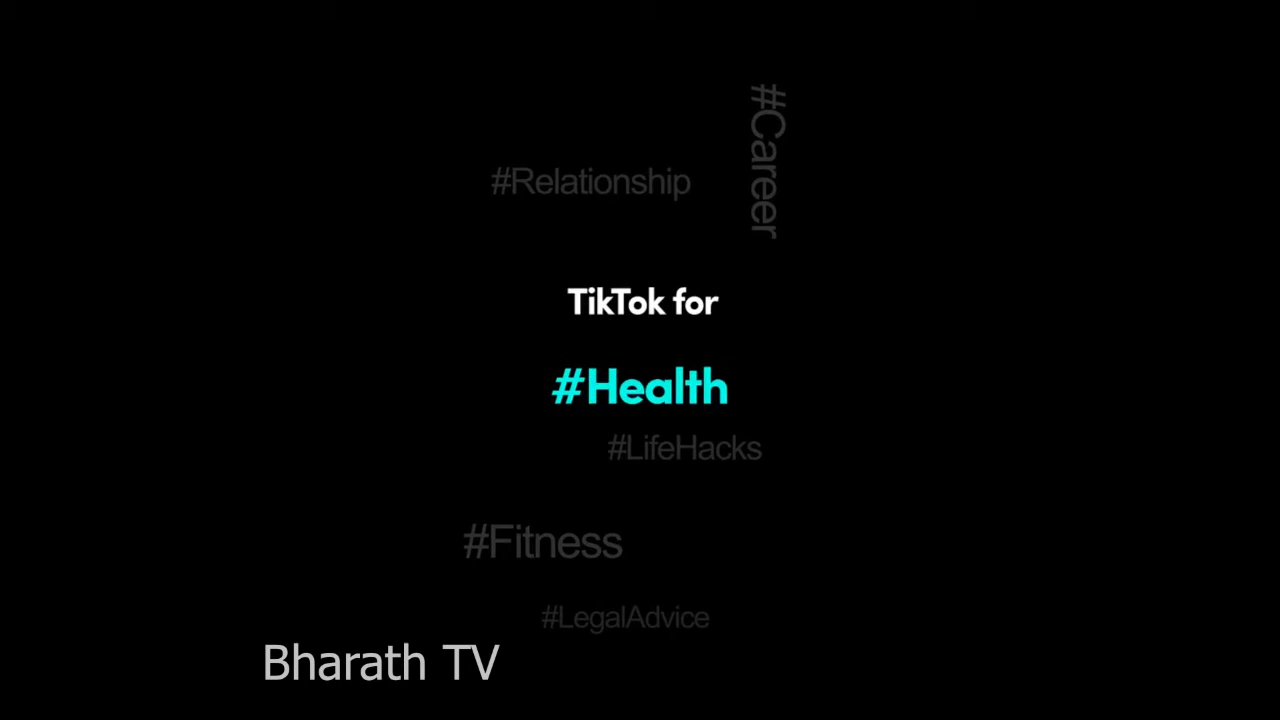 #Career
#Relationship
TikTok for
#Health
#LifeHacks
#Fitness
#LegalAdvice
Bharath TV